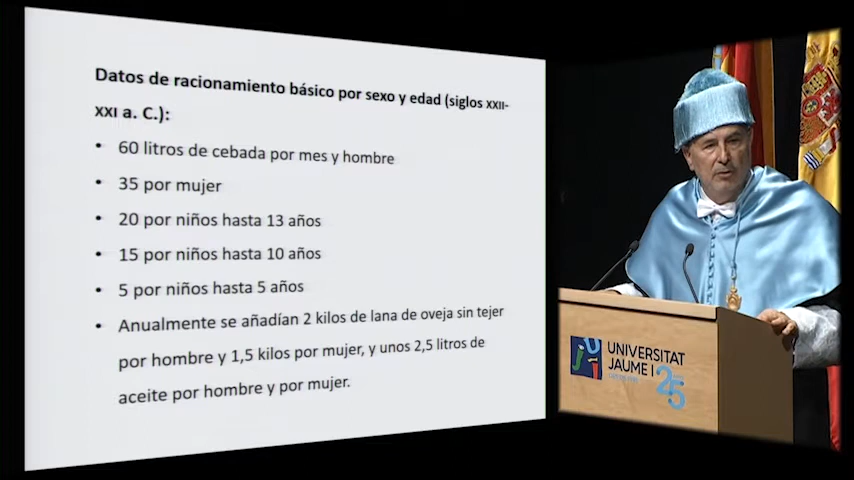 Datos de racionamiento básico por sexo y edad (siglos XXII-
XXI a. C.):
• 60 litros de cebada por mes y hombre
• 35 por mujer
• 20 por niños hasta 13 años
• 15 por niños hasta 10 años
• 5 por niños hasta 5 años
• Anualmente se añadían 2 kilos de lana de oveja sin tejer
por hombre y 1,5 kilos por mujer, y unos 2,5 litros de
aceite por hombre y por mujer.
UNIVERSITAT
JAUME I
25